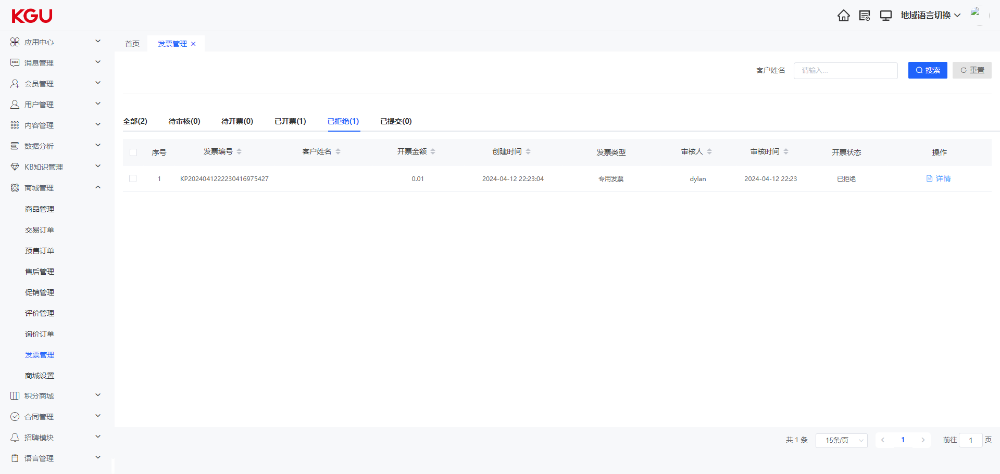 KGU
地域语言切换
应用中心
消息管理
会员管理
用户管理
内容管理
数据分析
KB知识管理
商城管理
商品管理
交易订单
预售订单
售后管理
促销管理
评价管理
询价订单
发票管理
商城设置
积分商城
合同管理
招聘模块
语言管理
首页 发票管理
客户姓名 请输入... 搜索 重置
全部(2) 待审核(0) 待开票(0) 已开票(1) 已拒绝(1) 已提交(0)
序号 发票编号 客户姓名 开票金额 创建时间 发票类型 审核人 审核时间 开票状态 操作
1 KP2024041222230416975427 0.01 2024-04-12 22:23:04 专用发票 dylan 2024-04-12 22:23 已拒绝 详情
共 1 条 15条/页 1 前往 1 页